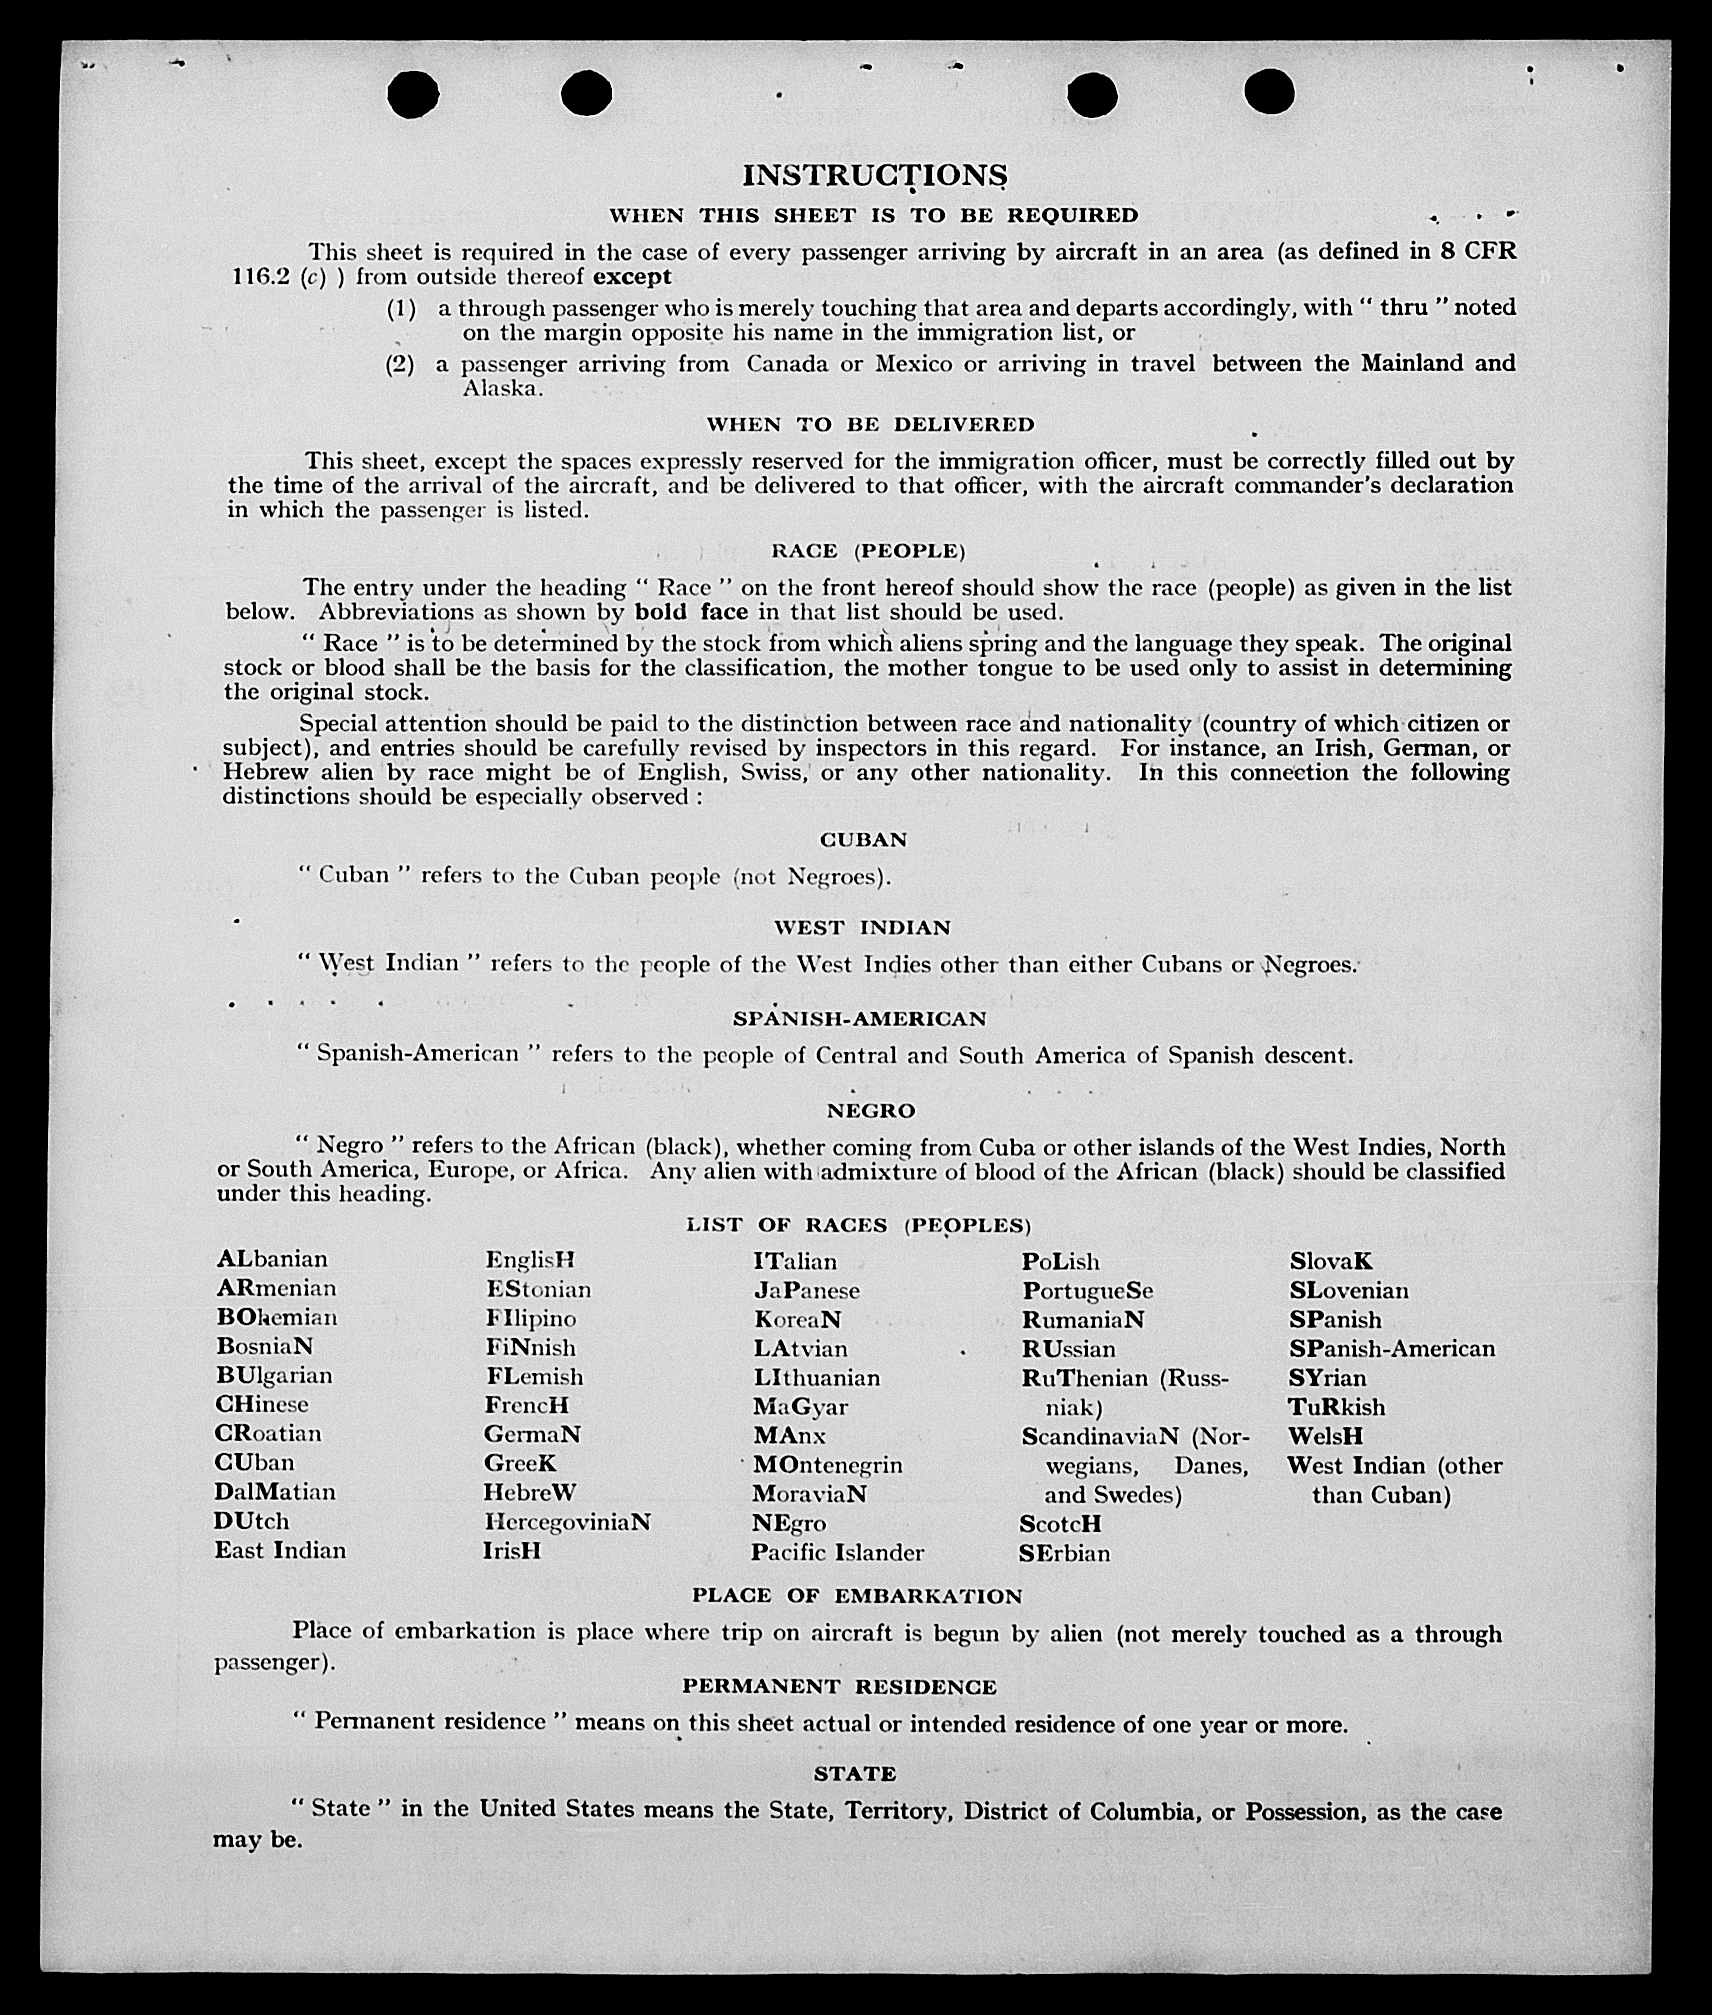 INSTRUCTIONS
WHEN THIS SHEET IS TO BE REQUIRED
This sheet is required in the case of every passenger arriving by aircraft in an area (as defined in 8 CFR
116.2 (c) ) from outside thereof except
(1) a through passenger who is merely touching that area and departs accordingly, with “ thru ” noted
on the margin opposite his name in the immigration list, or
(2) a passenger arriving from Canada or Mexico or arriving in travel between the Mainland and
Alaska.
WHEN TO BE DELIVERED
This sheet, except the spaces expressly reserved for the immigration officer, must be correctly filled out by
the time of the arrival of the aircraft, and be delivered to that officer, with the aircraft commander's declaration
in which the passenger is listed.
RACE (PEOPLE)
The entry under the heading “ Race ” on the front hereof should show the race (people) as given in the list
below. Abbreviations as shown by bold face in that list should be used.
“ Race ” is to be determined by the stock from which aliens spring and the language they speak. The original
stock or blood shall be the basis for the classification, the mother tongue to be used only to assist in determining
the original stock.
Special attention should be paid to the distinction between race and nationality (country of which citizen or
subject), and entries should be carefully revised by inspectors in this regard. For instance, an Irish, German, or
Hebrew alien by race might be of English, Swiss, or any other nationality. In this connection the following
distinctions should be especially observed :
CUBAN
“ Cuban ” refers to the Cuban people (not Negroes).
WEST INDIAN
“ West Indian ” refers to the people of the West Indies other than either Cubans or Negroes.
SPANISH-AMERICAN
“ Spanish-American ” refers to the people of Central and South America of Spanish descent.
NEGRO
“ Negro ” refers to the African (black), whether coming from Cuba or other islands of the West Indies, North
or South America, Europe, or Africa. Any alien with admixture of blood of the African (black) should be classified
under this heading.
LIST OF RACES (PEOPLES)
ALbanian
ARmenian
BOhemian
BosniaN
BUlgarian
CHinese
CRoatian
CUban
DalMatian
DUtch
East Indian
EnglisH
EStonian
FIlipino
FiNnish
FLemish
FrencH
GermaN
GreeK
HebreW
HercegoviniaN
IrisH
ITalian
JaPanese
KoreaN
LAtvian
LIthuanian
MaGyar
MAnx
MOntenegrin
MoraviaN
NEgro
Pacific Islander
PoLish
PortugueSe
RumaniaN
RUssian
RuThenian (Russ-
niak)
ScandinaviaN (Nor-
wegians, Danes,
and Swedes)
ScotcH
SErbian
SlovaK
SLovenian
SPanish
SPanish-American
SYrian
TuRkish
WelsH
West Indian (other
than Cuban)
PLACE OF EMBARKATION
Place of embarkation is place where trip on aircraft is begun by alien (not merely touched as a through
passenger).
PERMANENT RESIDENCE
“ Permanent residence ” means on this sheet actual or intended residence of one year or more.
STATE
“ State ” in the United States means the State, Territory, District of Columbia, or Possession, as the case
may be.